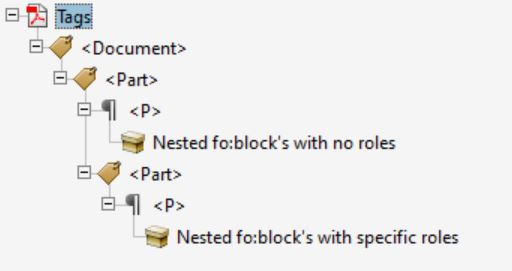 Tags
<Document>
<Part>
<P>
Nested fo:block's with no roles
<Part>
<P>
Nested fo:block's with specific roles